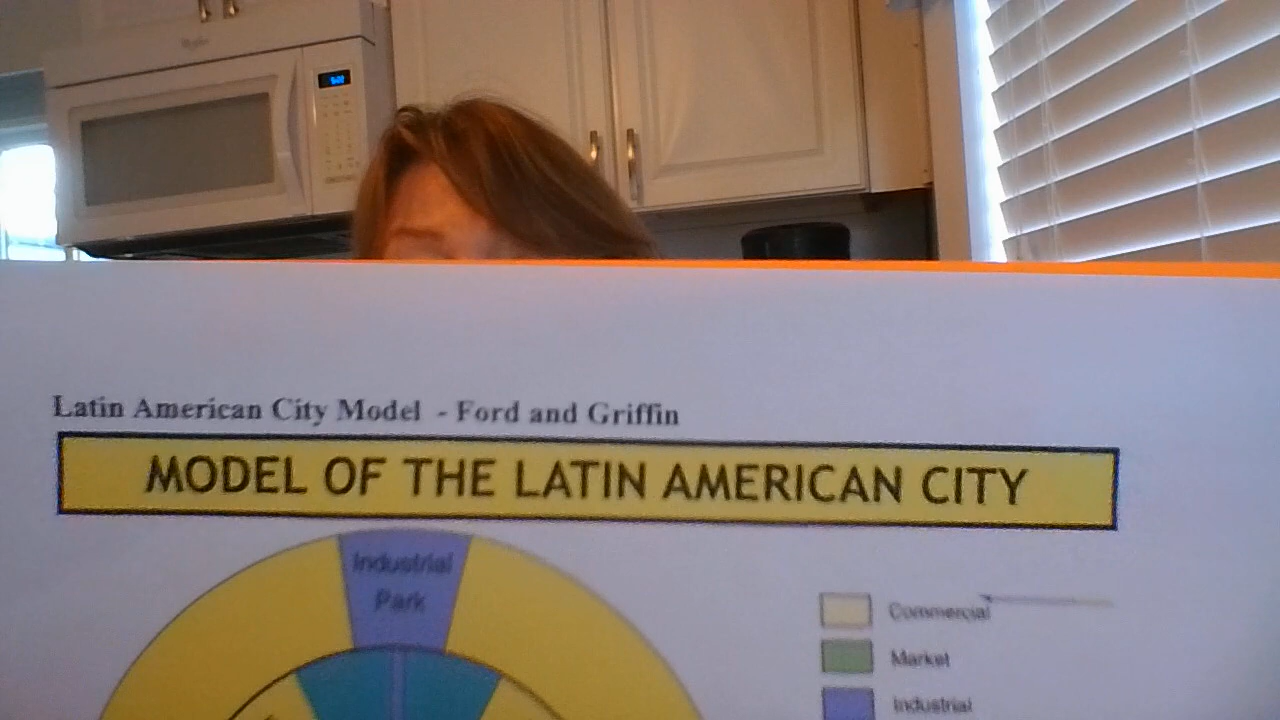 Latin American City Model - Ford and Griffin
MODEL OF THE LATIN AMERICAN CITY
Industrial
Park
Commercial
Market
Industrial